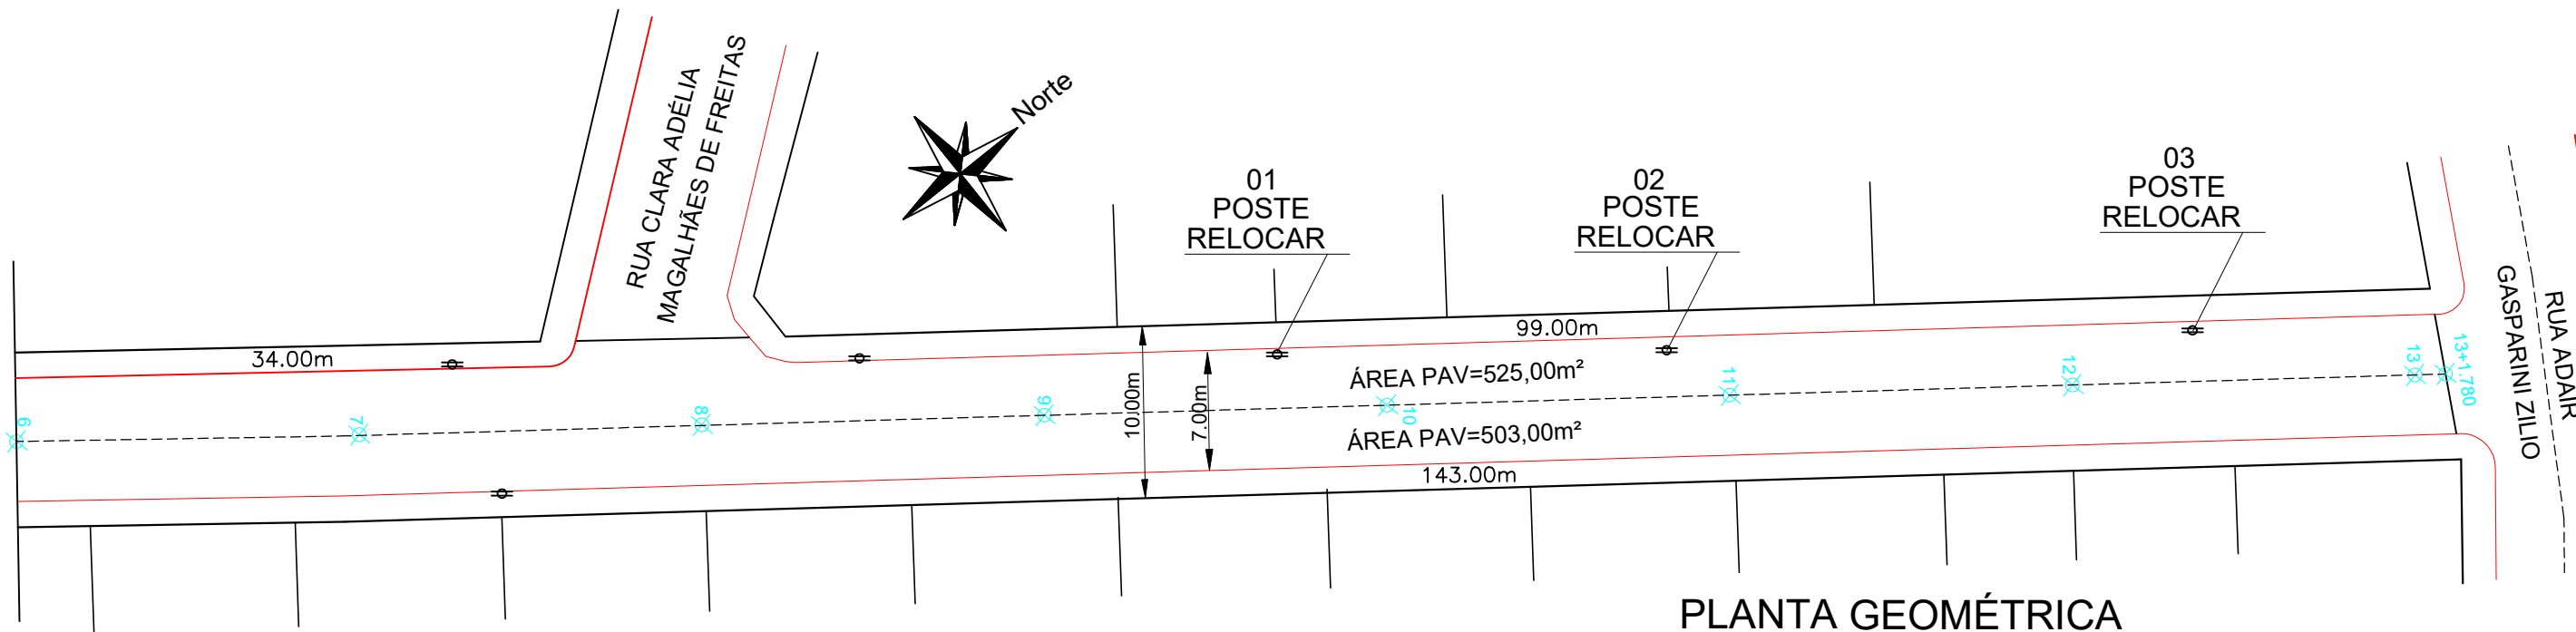 RUA CLARA ADÉLIA
MAGALHÃES DE FREITAS
Norte
01
POSTE
RELOCAR
02
POSTE
RELOCAR
03
POSTE
RELOCAR
34.00m
99.00m
ÁREA PAV=525,00m²
10.00m
7.00m
ÁREA PAV=503,00m²
143.00m
6
7
8
9
10
11
12
13
13+1.780
RUA ADAIR
GASPARINI ZILIO
PLANTA GEOMÉTRICA